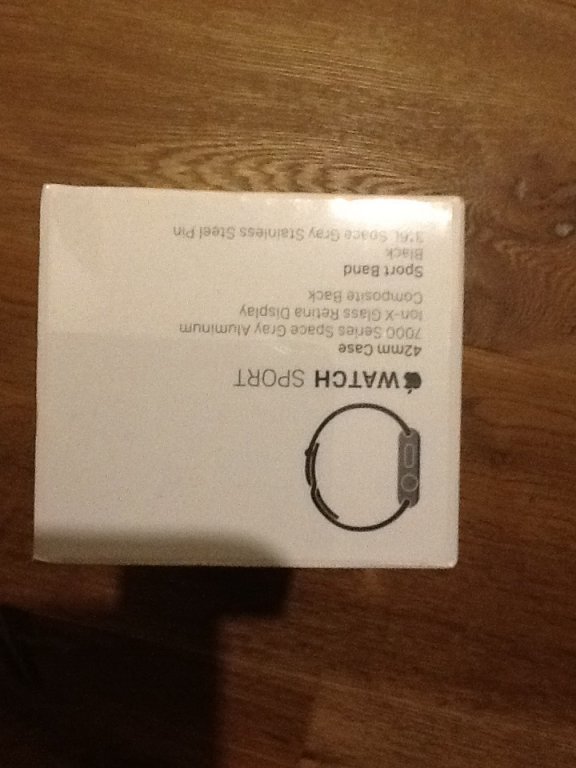 WATCH SPORT
42mm Case
7000 Series Space Gray Aluminum
Ion-X Glass Retina Display
Composite Back
Sport Band
Black
316L Space Gray Stainless Steel Pin